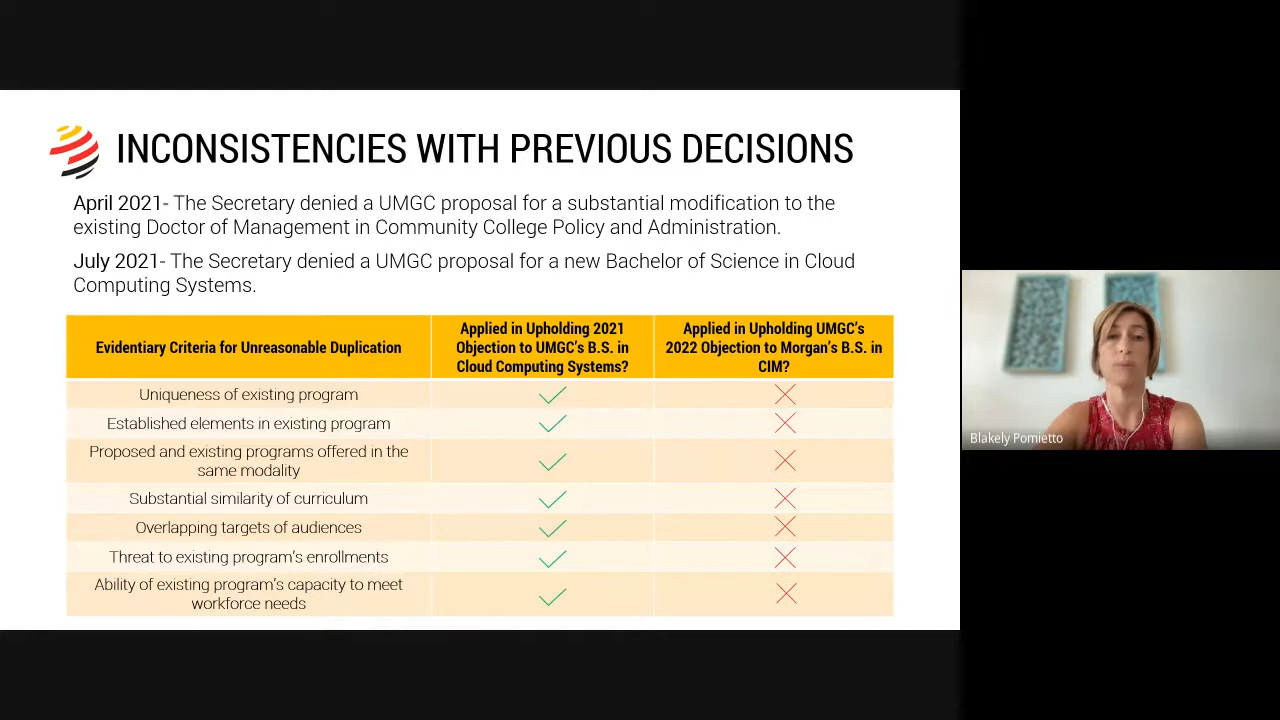 INCONSISTENCIES WITH PREVIOUS DECISIONS
April 2021- The Secretary denied a UMGC proposal for a substantial modification to the
existing Doctor of Management in Community College Policy and Administration.
July 2021- The Secretary denied a UMGC proposal for a new Bachelor of Science in Cloud
Computing Systems.
Evidentiary Criteria for Unreasonable Duplication
Applied in Upholding 2021
Objection to UMGC's B.S. in
Cloud Computing Systems?
Applied in Upholding UMGC's
2022 Objection to Morgan's B.S. in
CIM?
Uniqueness of existing program
Established elements in existing program
Proposed and existing programs offered in the
same modality
Substantial similarity of curriculum
Overlapping targets of audiences
Threat to existing program's enrollments
Ability of existing program's capacity to meet
workforce needs
Blakely Pomietto